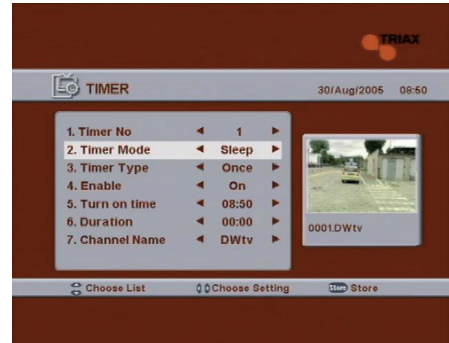 TRIAX
TIMER 30/Aug/2005 08:50
1. Timer No 1
2. Timer Mode Sleep
3. Timer Type Once
4. Enable On
5. Turn on time 08:50
6. Duration 00:00
7. Channel Name DWtv
0001.DWtv
Choose List Choose Setting Store Store